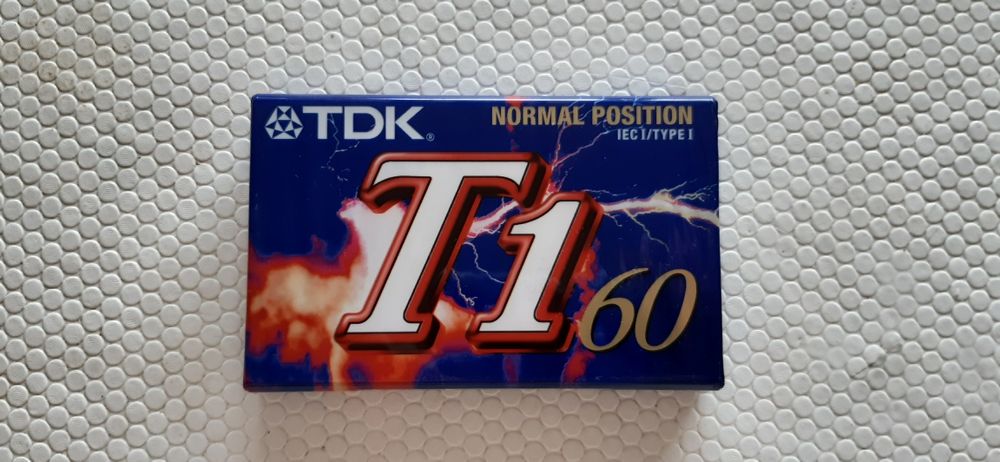 TDK®
NORMAL POSITION
IEC I/TYPE I
T1
60